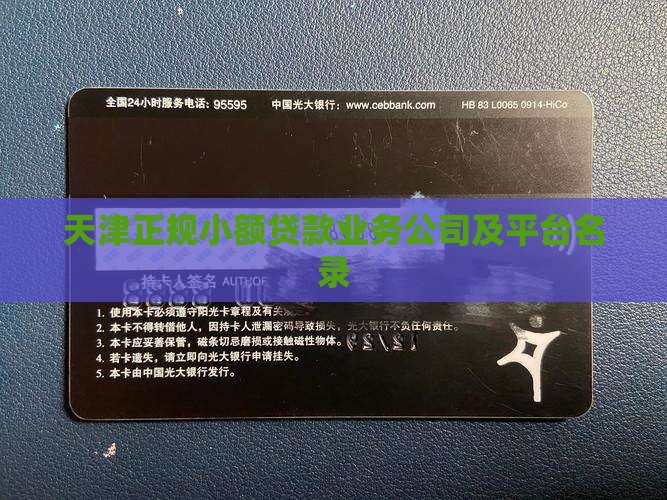 全国24小时服务电话: 95595 中国光大银行: www.cebbank.com HB 83 L0065 0914-HiCo
天津正规小额贷款业务公司及平台名
录
持卡人签名 AUTHOR
1. 使用本卡必须遵守阳光卡章程及有关
2. 本卡不得转借他人，因持卡人泄漏密码导致损失，光大银行不负任何责任。
3. 本卡应妥善保管，磁条切忌磨损或接触磁性物体。
4. 若卡遗失，请立即向光大银行申请挂失。
5. 本卡由中国光大银行发行。